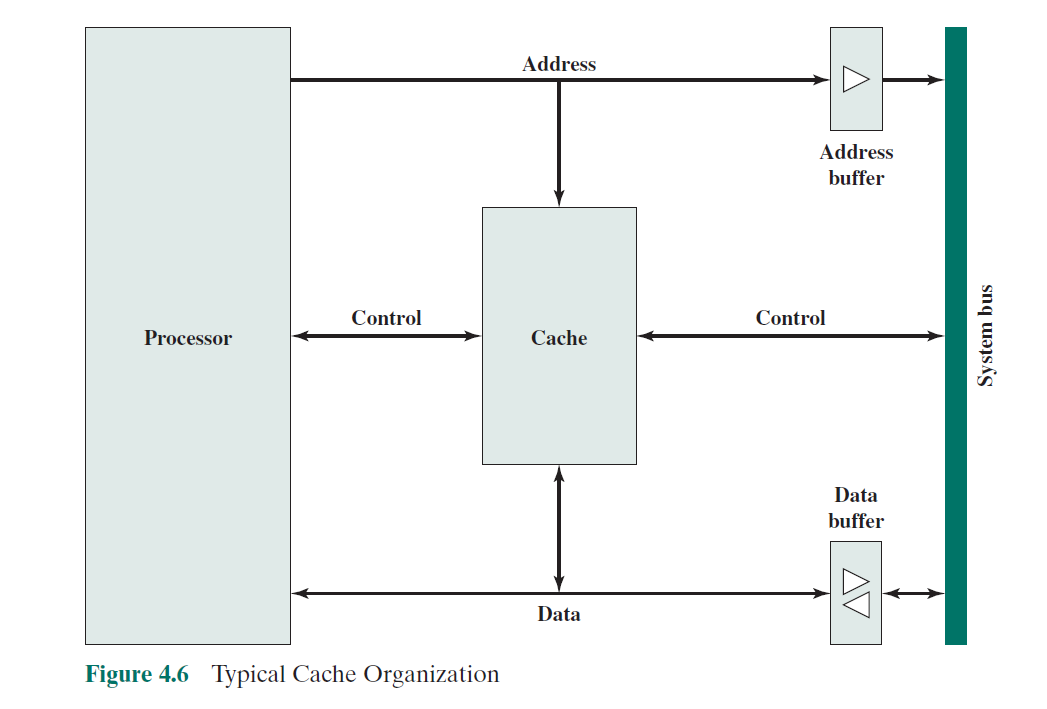 Address
Address
buffer
Processor
Control
Cache
Control
System bus
Data
buffer
Data
Figure 4.6 Typical Cache Organization